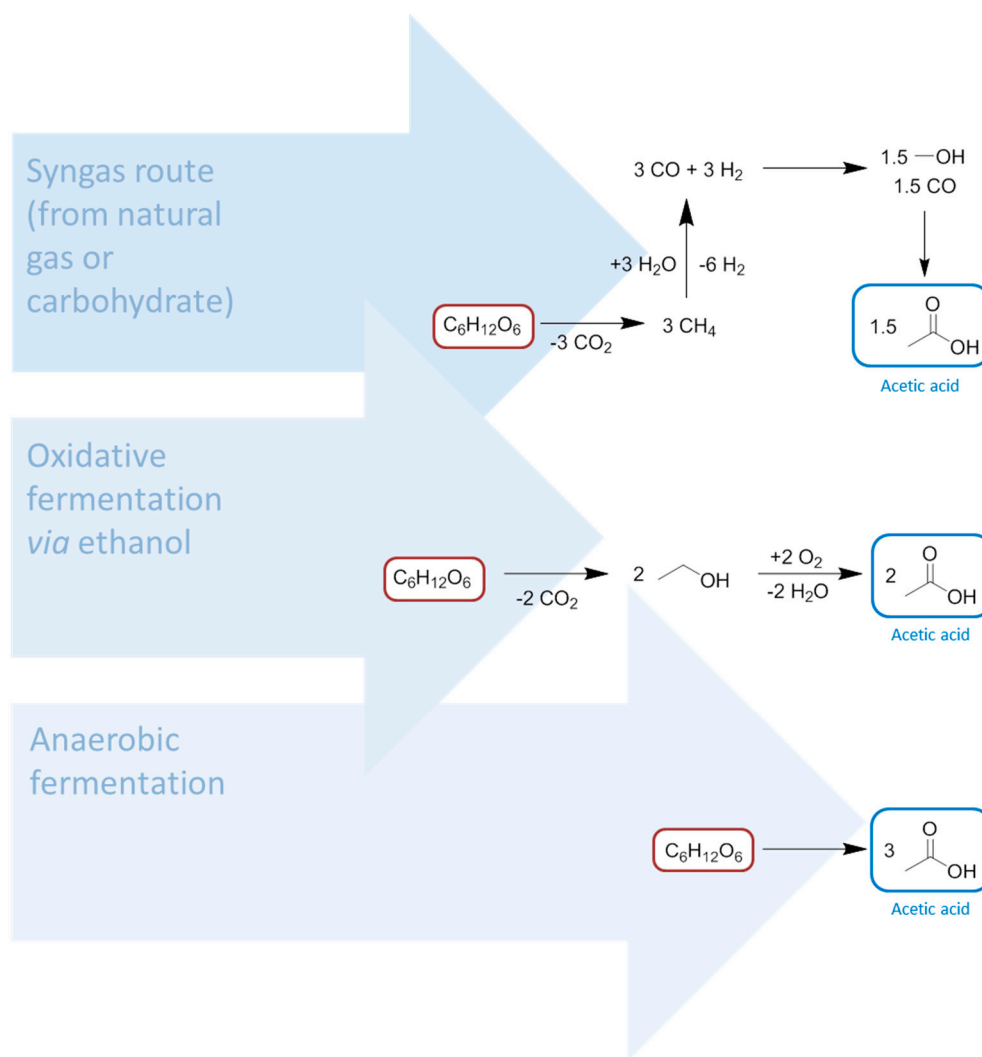 Syngas route
(from natural
gas or
carbohydrate)
3 CO + 3 H₂
1.5 —OH
1.5 CO
+3 H₂O -6 H₂
C₆H₁₂O₆
-3 CO₂
3 CH₄
1.5 O OH
Acetic acid
Oxidative
fermentation
via ethanol
C₆H₁₂O₆
-2 CO₂
2 OH
+2 O₂
-2 H₂O
2 O OH
Acetic acid
Anaerobic
fermentation
C₆H₁₂O₆
3 O OH
Acetic acid